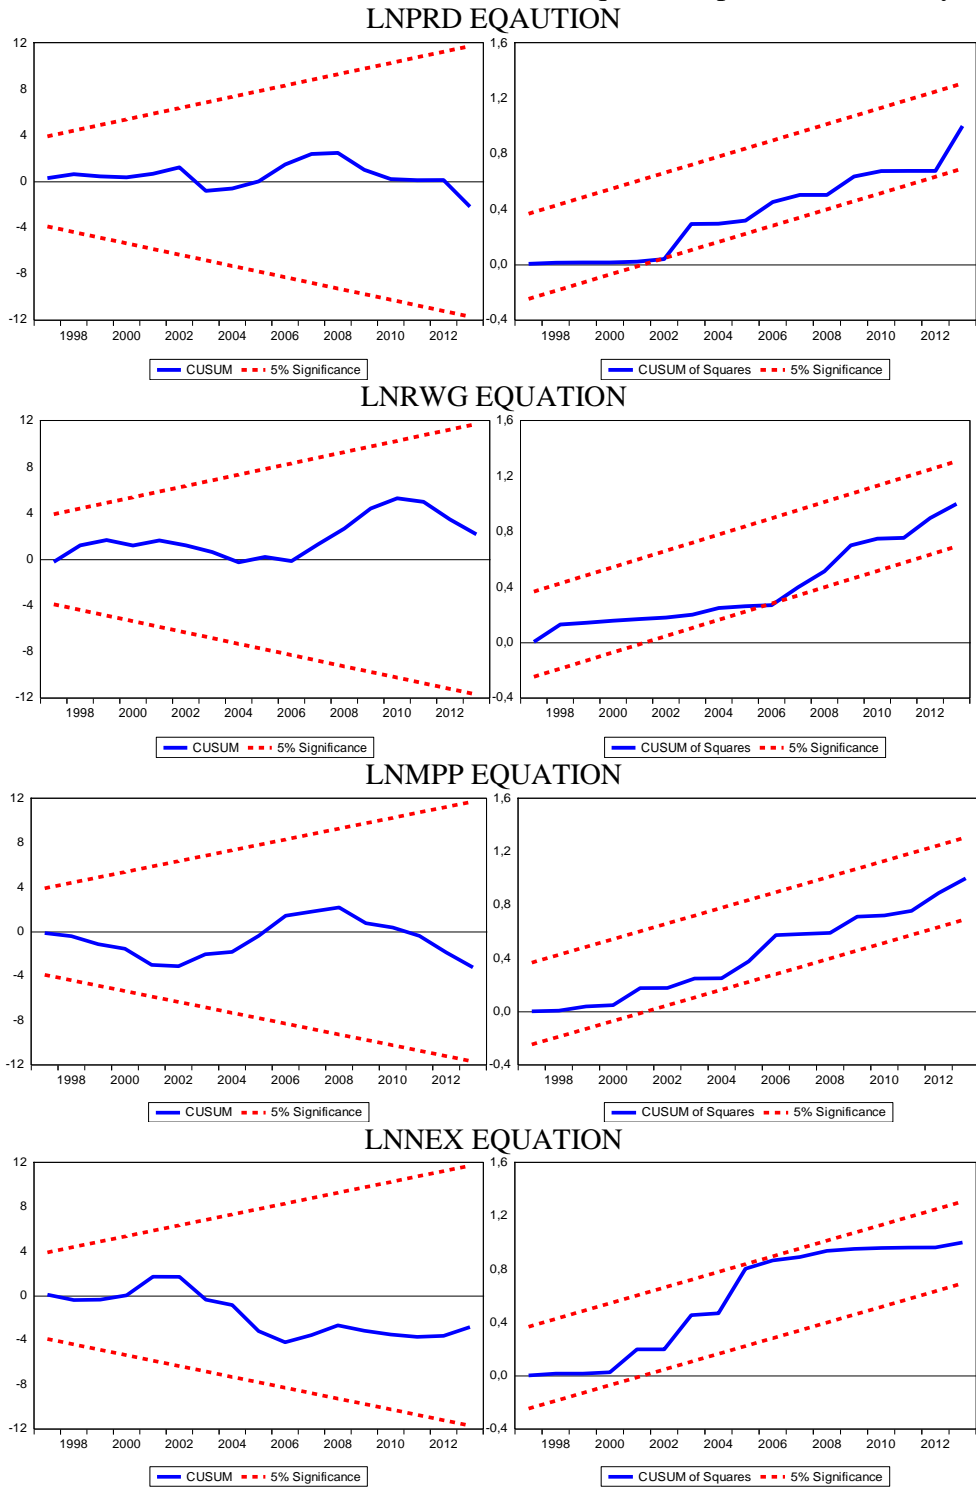 LNPRD EQAUTION
12
8
4
0
-4
-8
-12
1998 2000 2002 2004 2006 2008 2010 2012
CUSUM 5% Significance
1,6
1,2
0,8
0,4
0,0
-0,4
1998 2000 2002 2004 2006 2008 2010 2012
CUSUM of Squares 5% Significance
LNRWG EQUATION
12
8
4
0
-4
-8
-12
1998 2000 2002 2004 2006 2008 2010 2012
CUSUM 5% Significance
1,6
1,2
0,8
0,4
0,0
-0,4
1998 2000 2002 2004 2006 2008 2010 2012
CUSUM of Squares 5% Significance
LNMPP EQUATION
12
8
4
0
-4
-8
-12
1998 2000 2002 2004 2006 2008 2010 2012
CUSUM 5% Significance
1,6
1,2
0,8
0,4
0,0
-0,4
1998 2000 2002 2004 2006 2008 2010 2012
CUSUM of Squares 5% Significance
LNNEX EQUATION
12
8
4
0
-4
-8
-12
1998 2000 2002 2004 2006 2008 2010 2012
CUSUM 5% Significance
1,6
1,2
0,8
0,4
0,0
-0,4
1998 2000 2002 2004 2006 2008 2010 2012
CUSUM of Squares 5% Significance